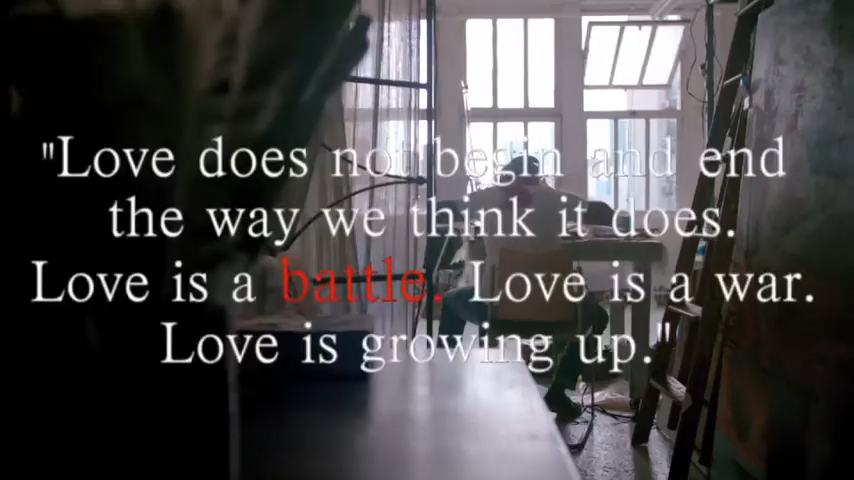 "Love does not begin and end
the way we think it does.
Love is a battle. Love is a war.
Love is growing up."